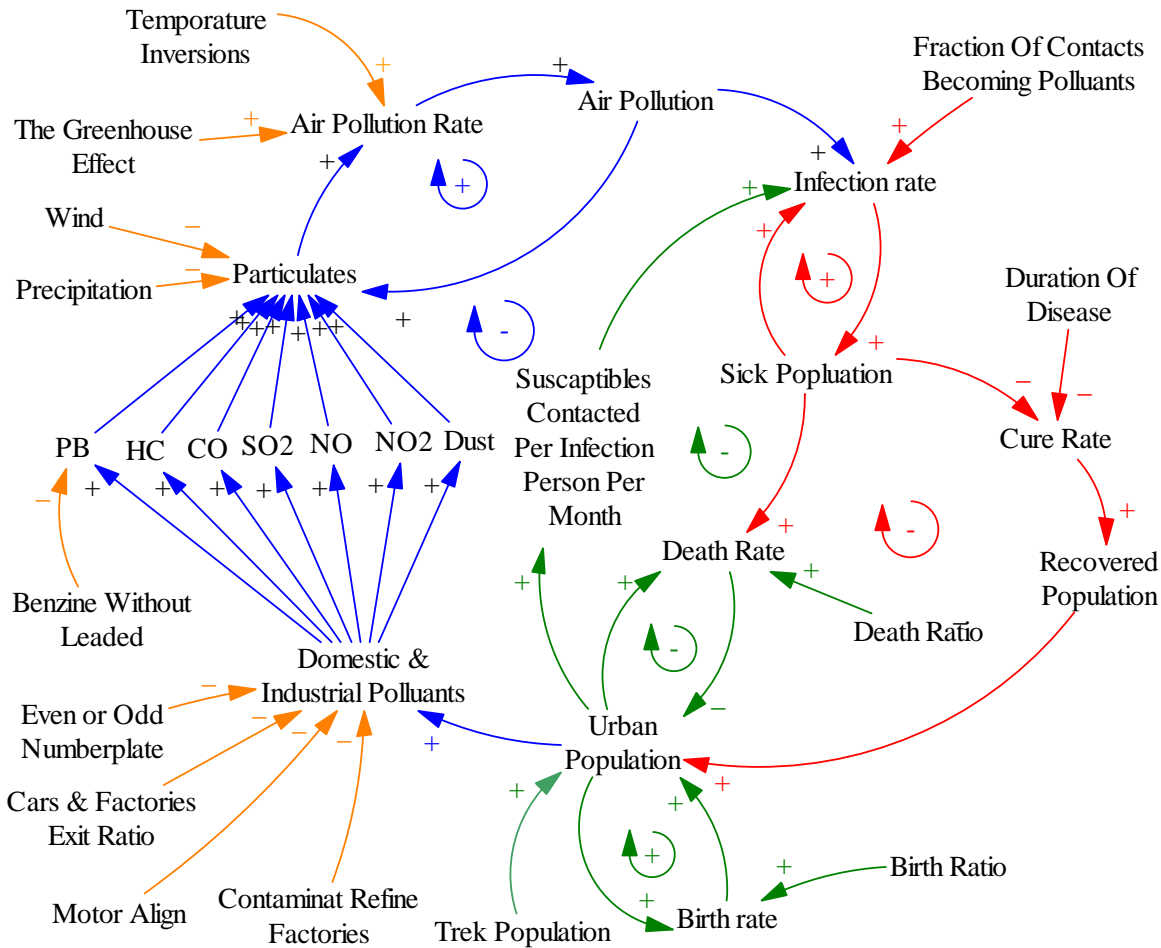 Temperature
Inversions
Fraction Of Contacts
Becoming Polluants
Air Pollution
Air Pollution Rate
The Greenhouse
Effect
Infection rate
Wind
Particulates
Precipitation
Duration Of
Disease
Sick Popluation
Suscaptibles
Contacted
Per Infection
Person Per
Month
PB
HC
CO
SO2
NO
NO2
Dust
Cure Rate
Death Rate
Recovered
Population
Benzine Without
Leaded
Death Ratio
Domestic &
Industrial Polluants
Even or Odd
Numberplate
Urban
Population
Cars & Factories
Exit Ratio
Birth Ratio
Motor Align
Contaminat Refine
Factories
Trek Population
Birth rate